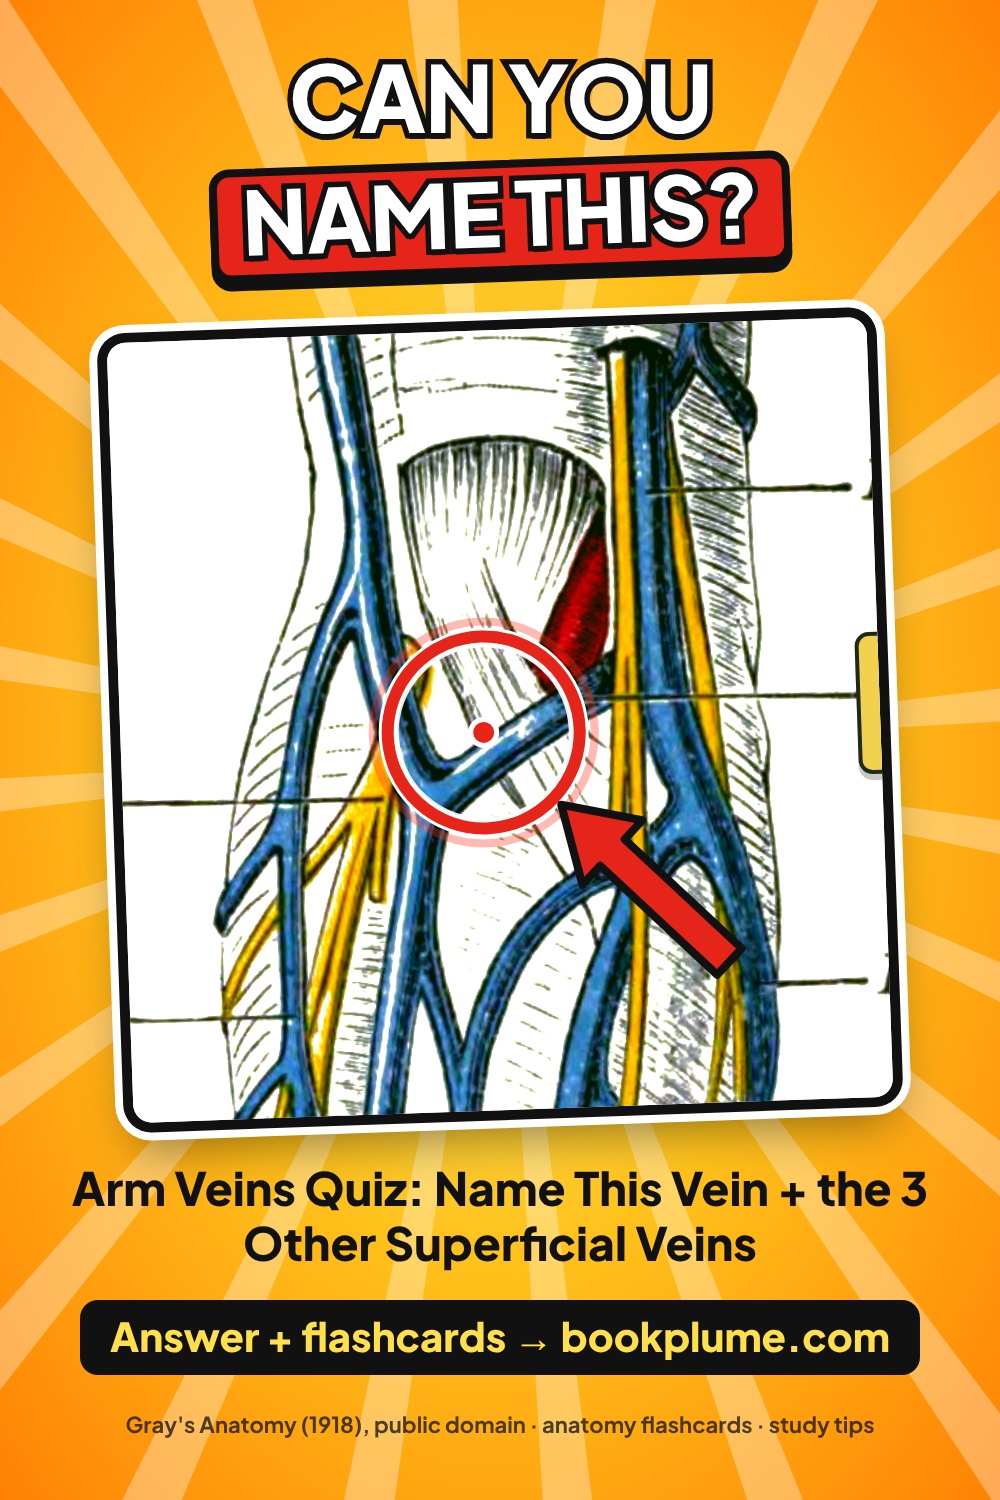 CAN YOU
NAME THIS?
Arm Veins Quiz: Name This Vein + the 3
Other Superficial Veins
Answer + flashcards → bookplume.com
Gray's Anatomy (1918), public domain · anatomy flashcards · study tips